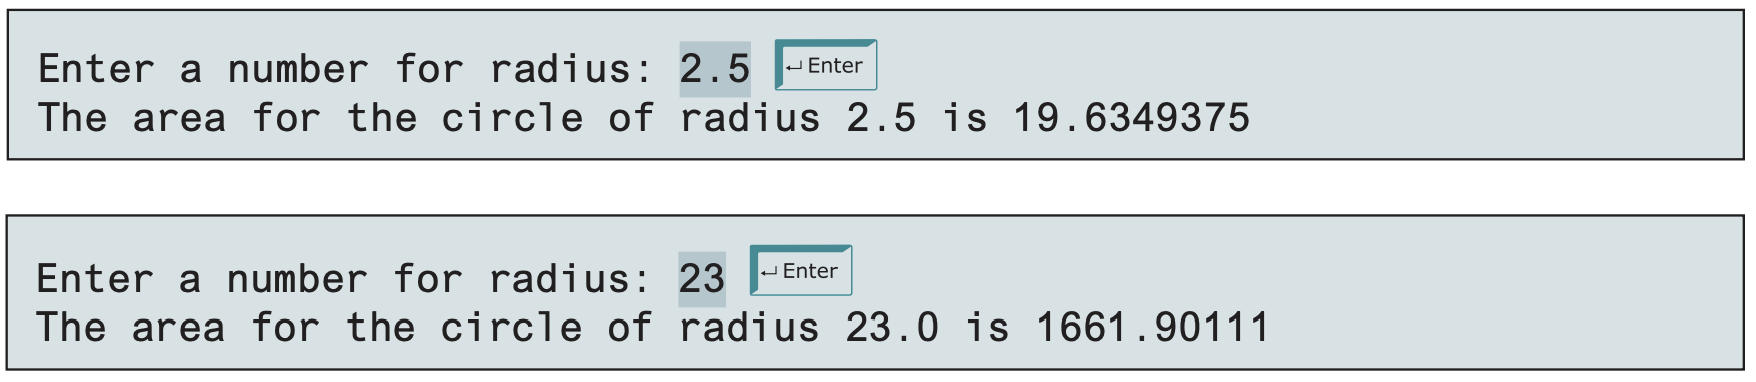 Enter a number for radius: 2.5 ↵ Enter
The area for the circle of radius 2.5 is 19.6349375
Enter a number for radius: 23 ↵ Enter
The area for the circle of radius 23.0 is 1661.90111